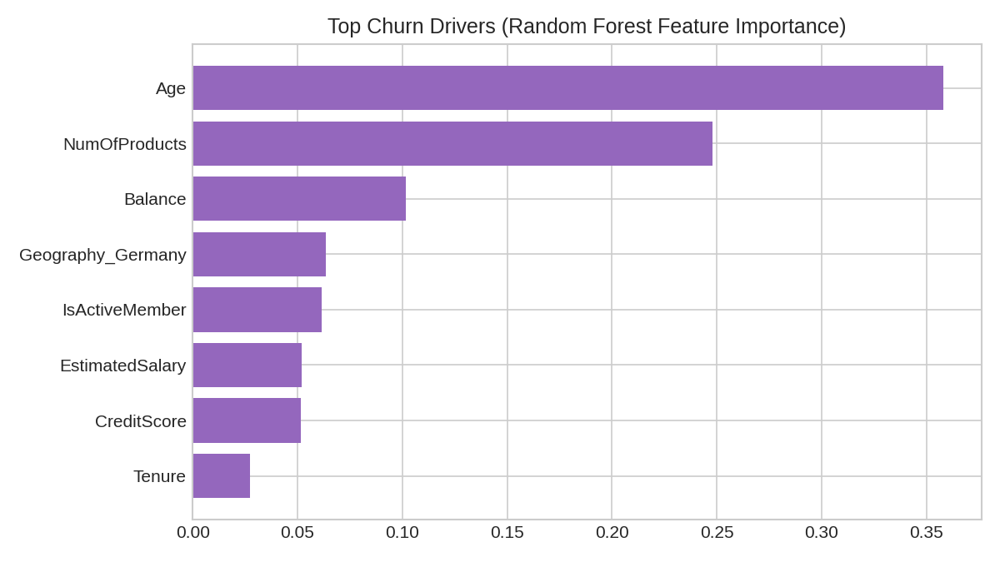 Top Churn Drivers (Random Forest Feature Importance)
Age
NumOfProducts
Balance
Geography_Germany
IsActiveMember
EstimatedSalary
CreditScore
Tenure
0.00 0.05 0.10 0.15 0.20 0.25 0.30 0.35